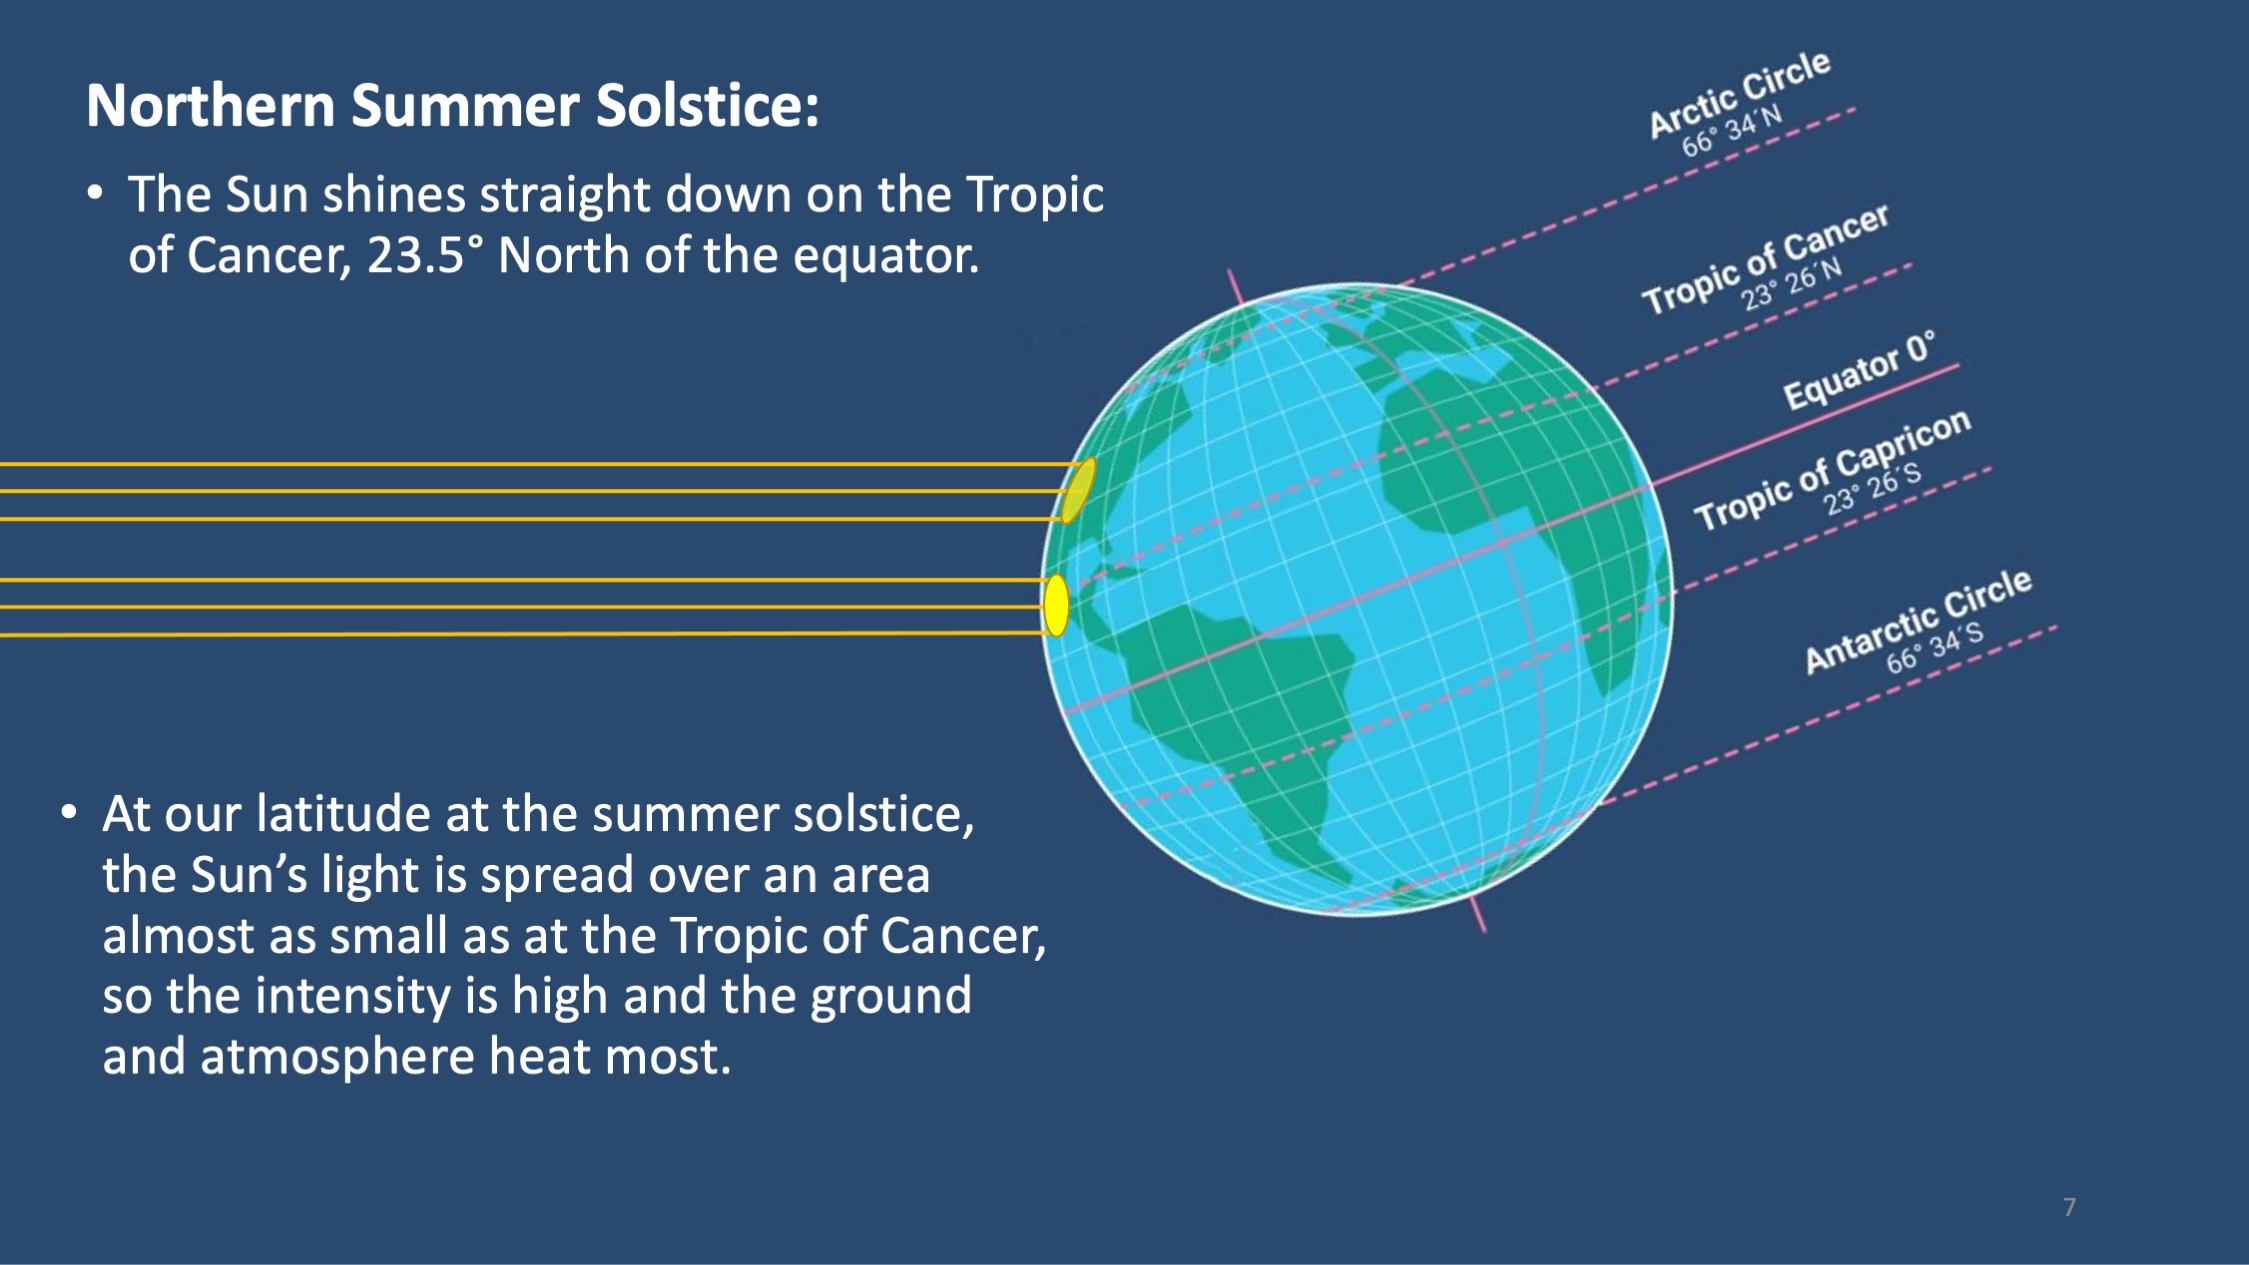 Northern Summer Solstice:
• The Sun shines straight down on the Tropic
of Cancer, 23.5° North of the equator.
Arctic Circle
66° 34´N
Tropic of Cancer
23° 26´N
Equator 0°
Tropic of Capricon
23° 26´S
Antarctic Circle
66° 34´S
• At our latitude at the summer solstice,
the Sun’s light is spread over an area
almost as small as at the Tropic of Cancer,
so the intensity is high and the ground
and atmosphere heat most.
7